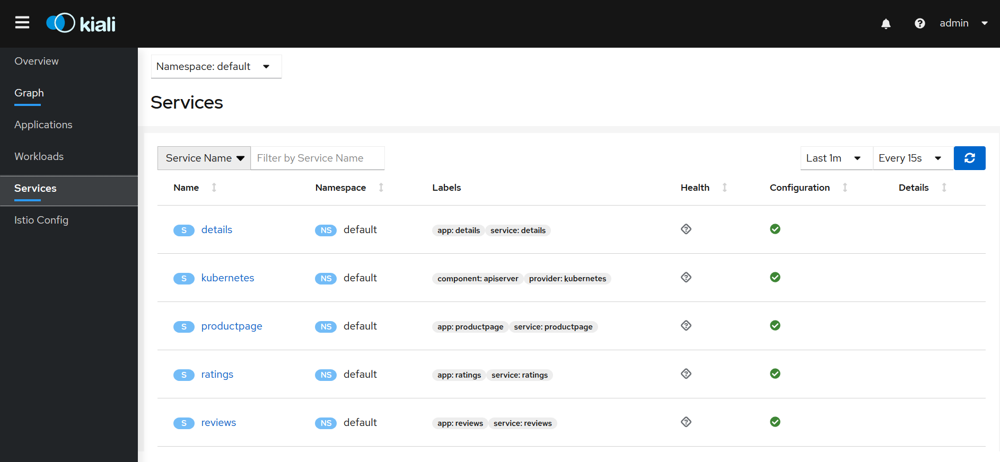 kiali
admin
Overview
Graph
Applications
Workloads
Services
Istio Config
Namespace: default
Services
Service Name Filter by Service Name Last 1m Every 15s
Name Namespace Labels Health Configuration Details
S details NS default app: details service: details
S kubernetes NS default component: apiserver provider: kubernetes
S productpage NS default app: productpage service: productpage
S ratings NS default app: ratings service: ratings
S reviews NS default app: reviews service: reviews